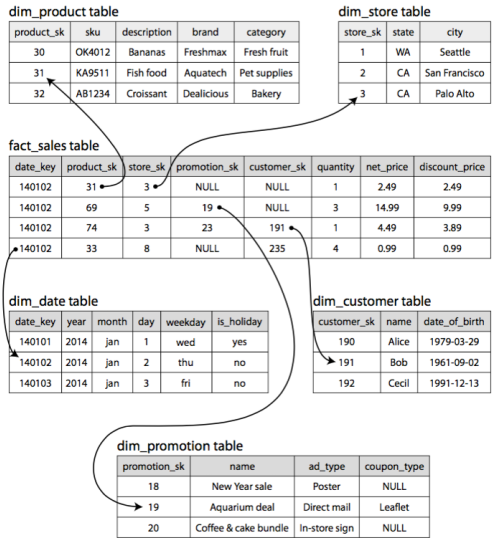 dim_product table
product_sk sku description brand category
30 OK4012 Bananas Freshmax Fresh fruit
31 KA9511 Fish food Aquatech Pet supplies
32 AB1234 Croissant Dealicious Bakery
dim_store table
store_sk state city
1 WA Seattle
2 CA San Francisco
3 CA Palo Alto
fact_sales table
date_key product_sk store_sk promotion_sk customer_sk quantity net_price discount_price
140102 31 3 NULL NULL 1 2.49 2.49
140102 69 5 19 NULL 3 14.99 9.99
140102 74 3 23 191 1 4.49 3.89
140102 33 8 NULL 235 4 0.99 0.99
dim_date table
date_key year month day weekday is_holiday
140101 2014 jan 1 wed yes
140102 2014 jan 2 thu no
140103 2014 jan 3 fri no
dim_customer table
customer_sk name date_of_birth
190 Alice 1979-03-29
191 Bob 1961-09-02
192 Cecil 1991-12-13
dim_promotion table
promotion_sk name ad_type coupon_type
18 New Year sale Poster NULL
19 Aquarium deal Direct mail Leaflet
20 Coffee & cake bundle In-store sign NULL